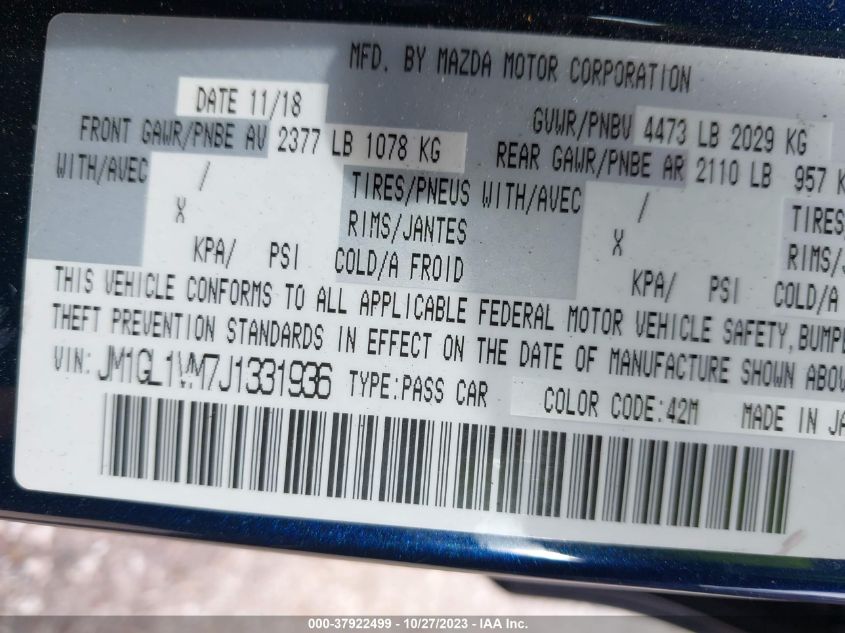 MFD. BY MAZDA MOTOR CORPORATION
DATE 11/18
GVWR/PNBV 4473 LB 2029 KG
FRONT GAWR/PNBE AV 2377 LB 1078 KG
REAR GAWR/PNBE AR 2110 LB 957 K
WITH/AVEC / TIRES/PNEUS WITH/AVEC / TIRES
X RIMS/JANTES X RIMS/J
KPA/ PSI COLD/A FROID KPA/ PSI COLD/A
THIS VEHICLE CONFORMS TO ALL APPLICABLE FEDERAL MOTOR VEHICLE SAFETY, BUMPE
THEFT PREVENTION STANDARDS IN EFFECT ON THE DATE OF MANUFACTURE SHOWN ABOV
VIN: JM1GL1WM7J1331936 TYPE:PASS CAR COLOR CODE:42M MADE IN JA
000-37922499 - 10/27/2023 - IAA Inc.